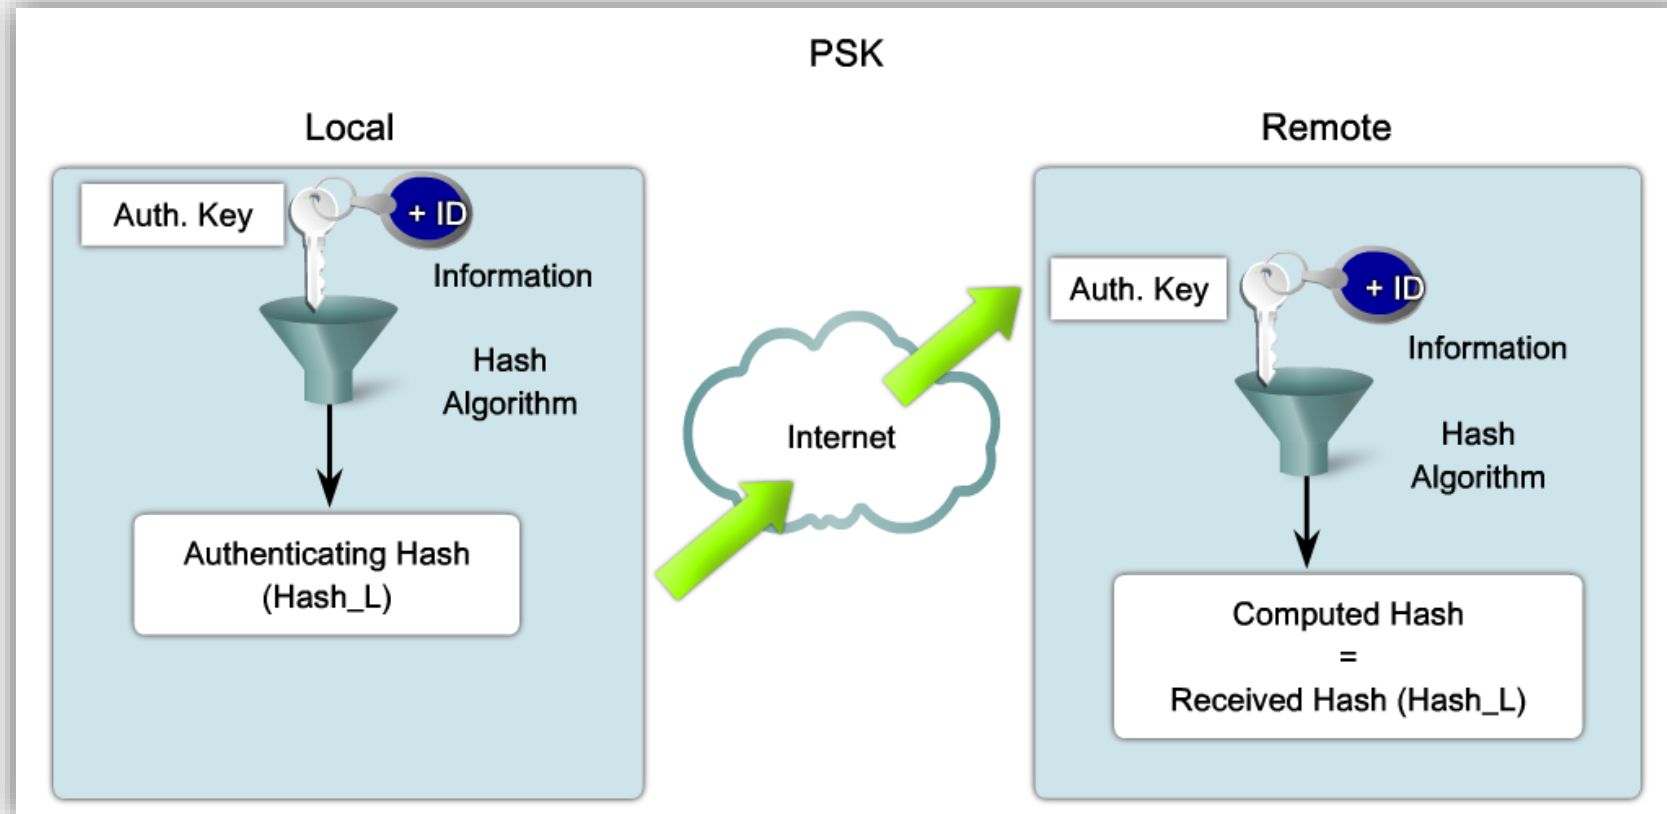 PSK
Local
Auth. Key
+ ID
Information
Hash
Algorithm
Authenticating Hash
(Hash_L)
Internet
Remote
Auth. Key
+ ID
Information
Hash
Algorithm
Computed Hash
=
Received Hash (Hash_L)